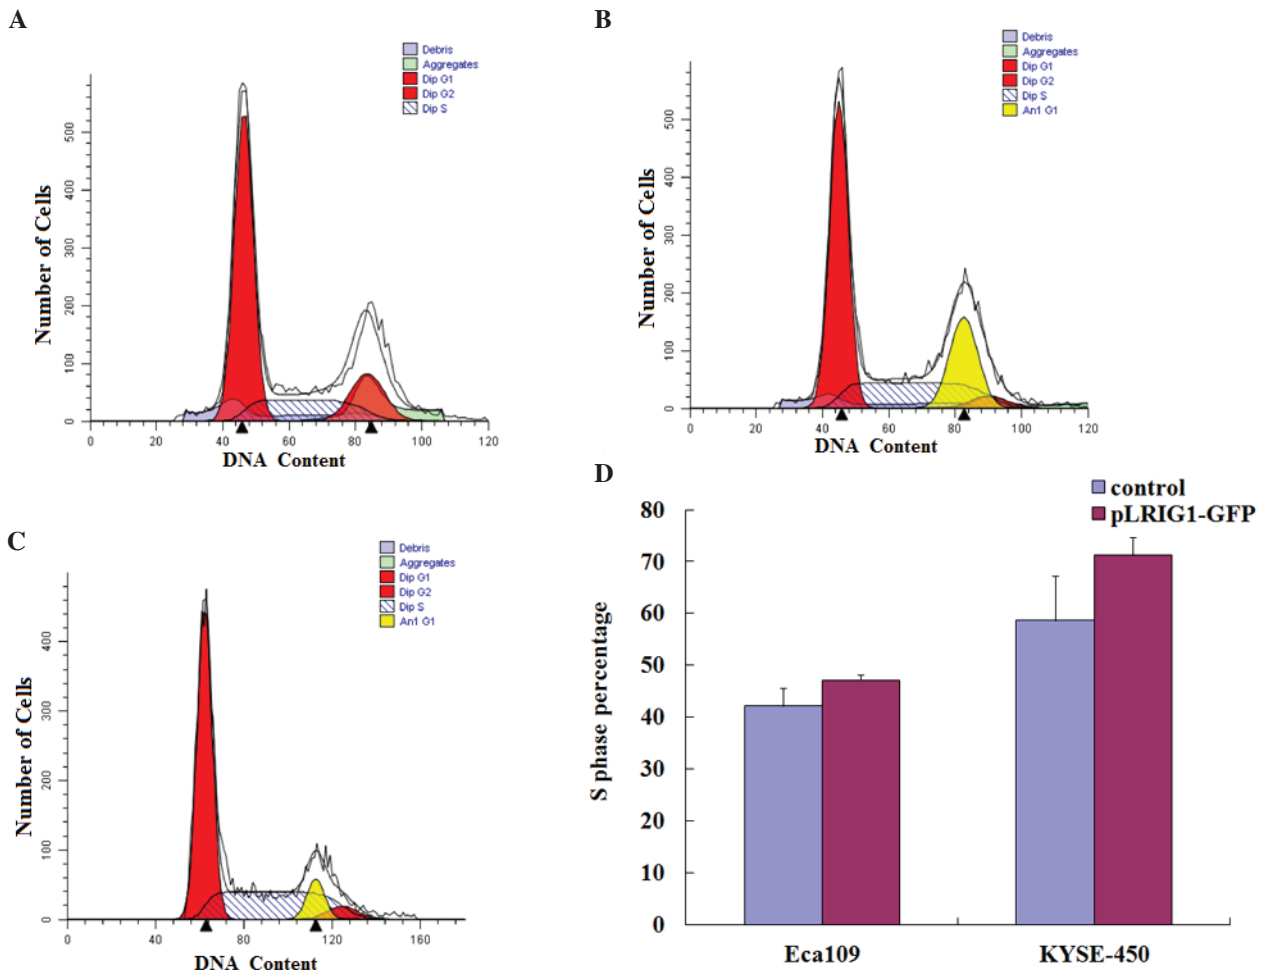 A
Debris
Aggregates
Dip G1
Dip G2
Dip S
Number of Cells
500
400
300
200
100
0
0 20 40 60 80 100 120
DNA Content
B
Debris
Aggregates
Dip G1
Dip G2
Dip S
An1 G1
Number of Cells
500
400
300
200
100
0
0 20 40 60 80 100 120
DNA Content
C
Debris
Aggregates
Dip G1
Dip G2
Dip S
An1 G1
Number of Cells
400
300
200
100
0
0 40 80 120 160
DNA Content
D
control
pLRIG1-GFP
S phase percentage
80
70
60
50
40
30
20
10
0
Eca109 KYSE-450